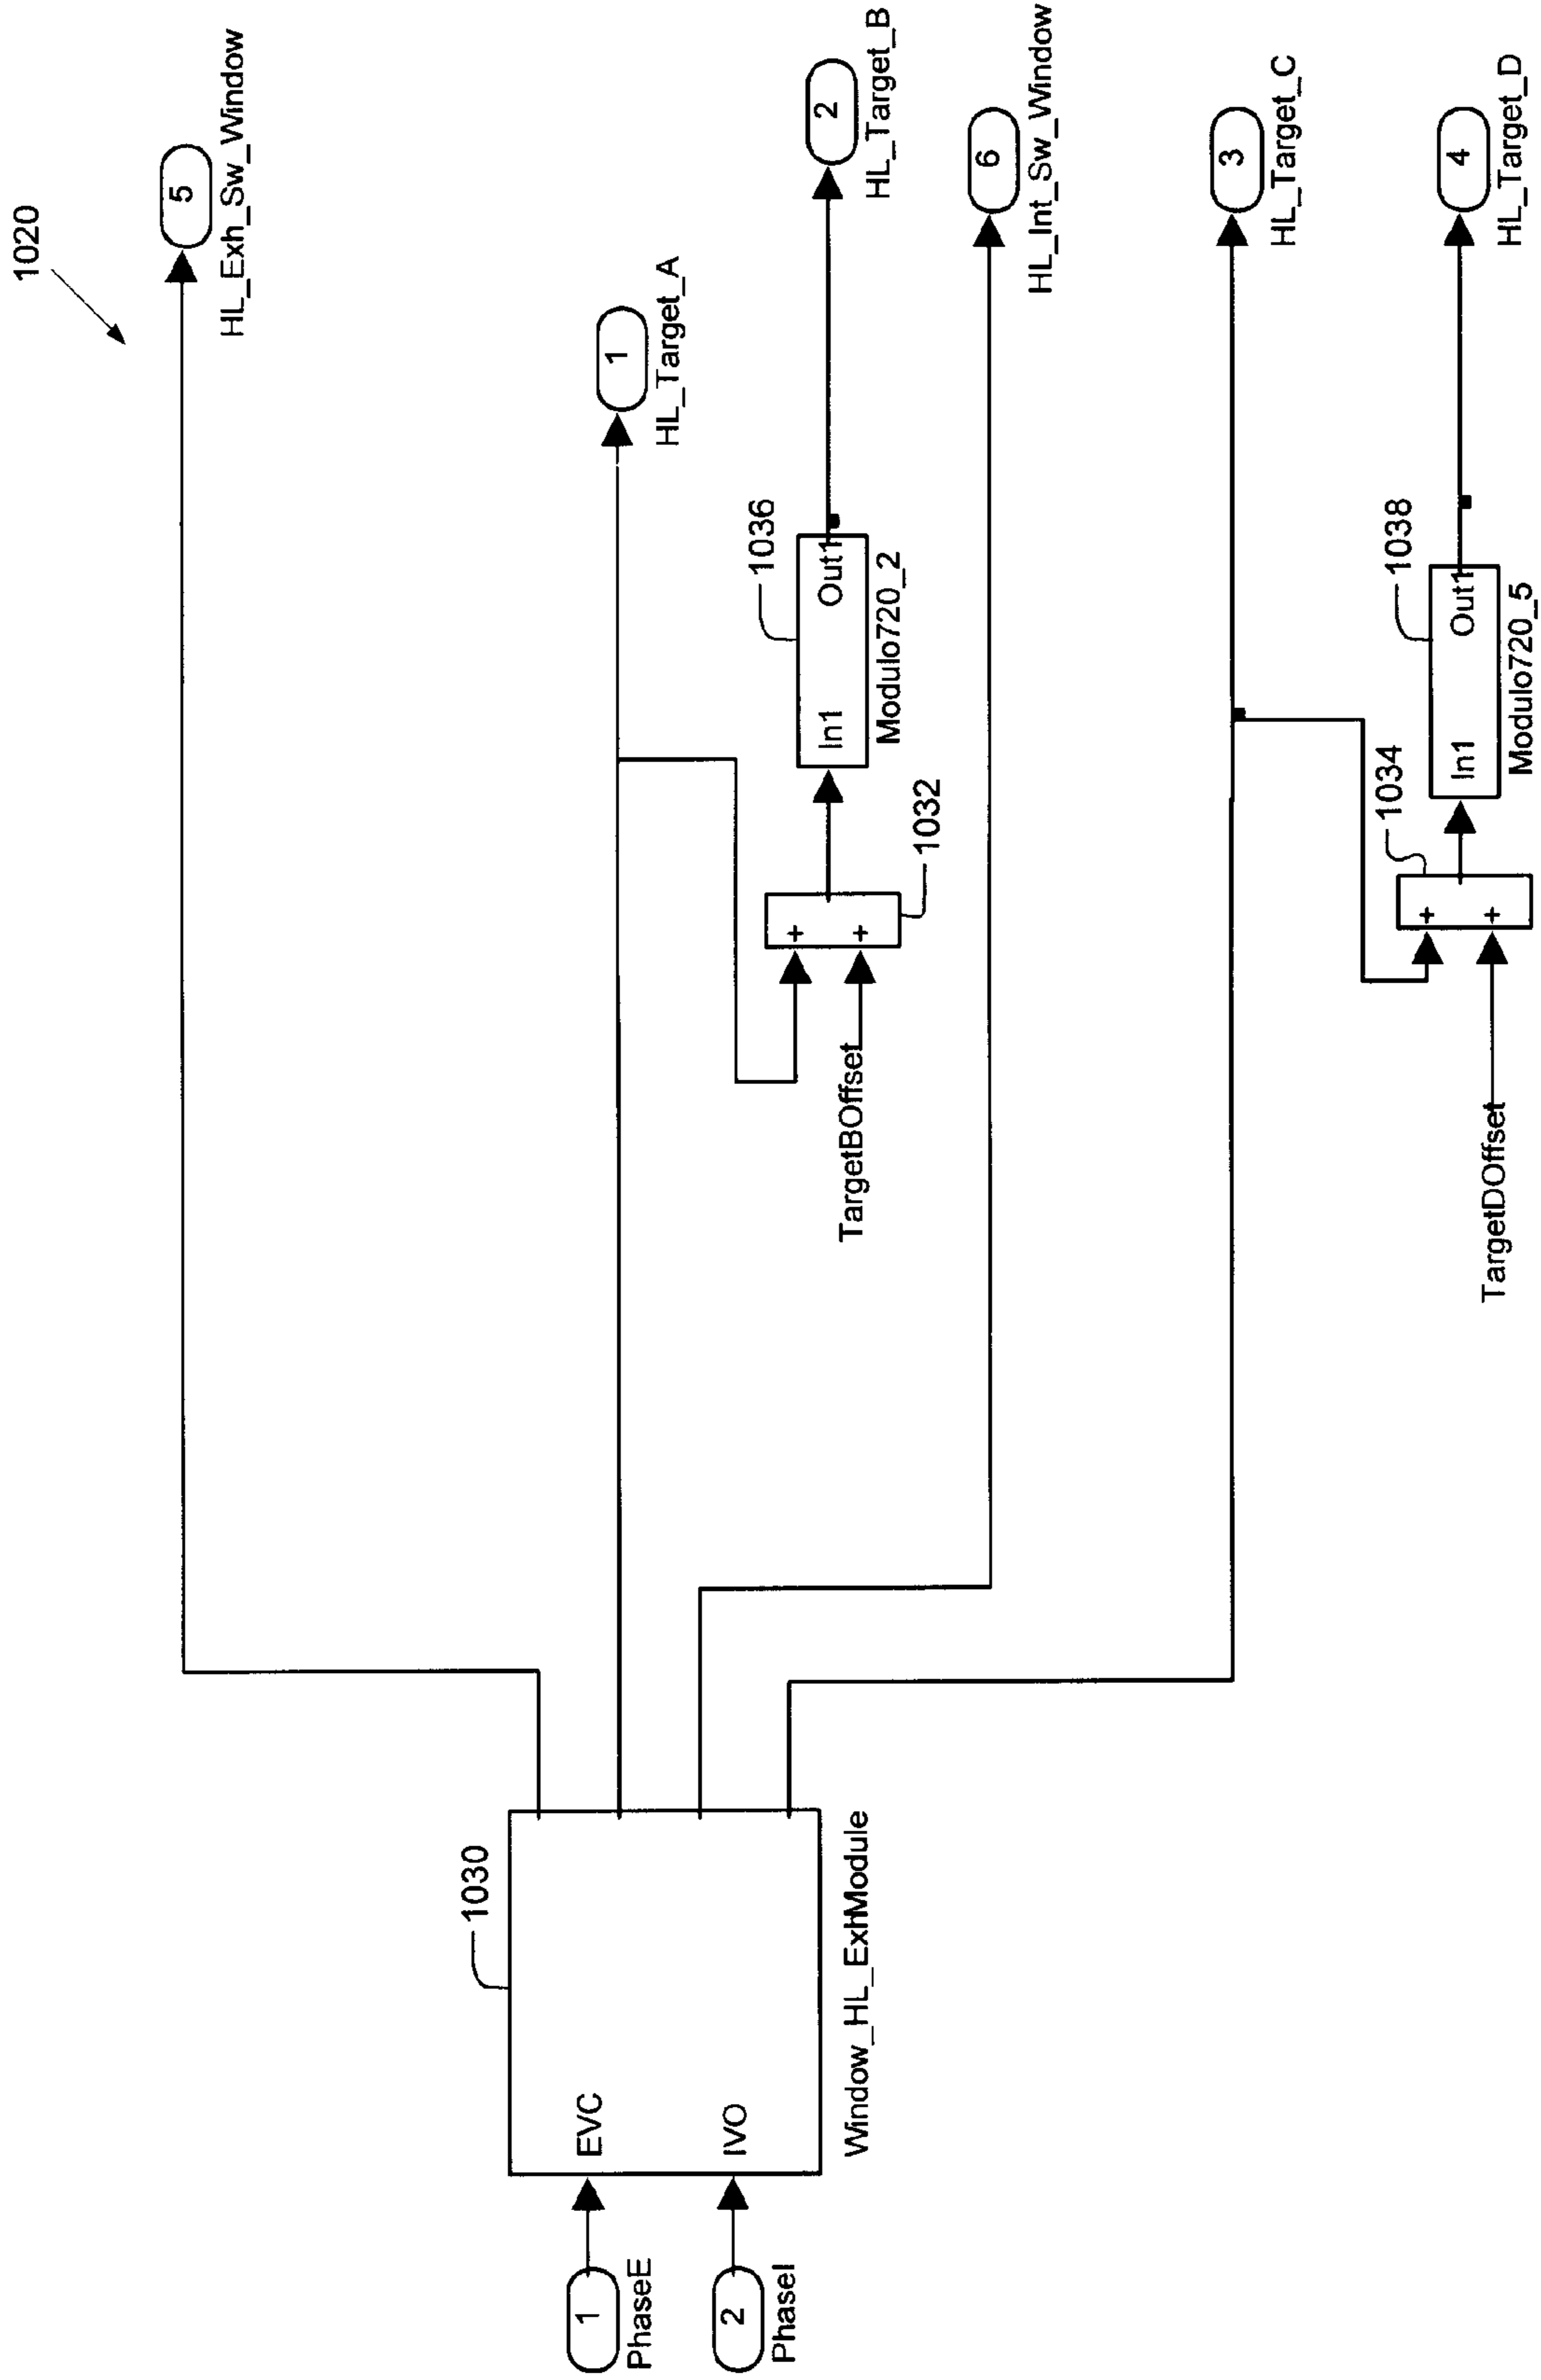 1020
5
HL_Exh_Sw_Window
1
HL_Target_A
1036
In1
Out1
Modulo720_2
2
HL_Target_B
+
+
1032
TargetBOffset
6
HL_Int_Sw_Window
1030
EVC
IVO
Window_HL_ExhModule
1
PhaseE
2
PhaseI
3
HL_Target_C
1034
+
+
TargetDOffset
1038
In1
Out1
Modulo720_5
4
HL_Target_D